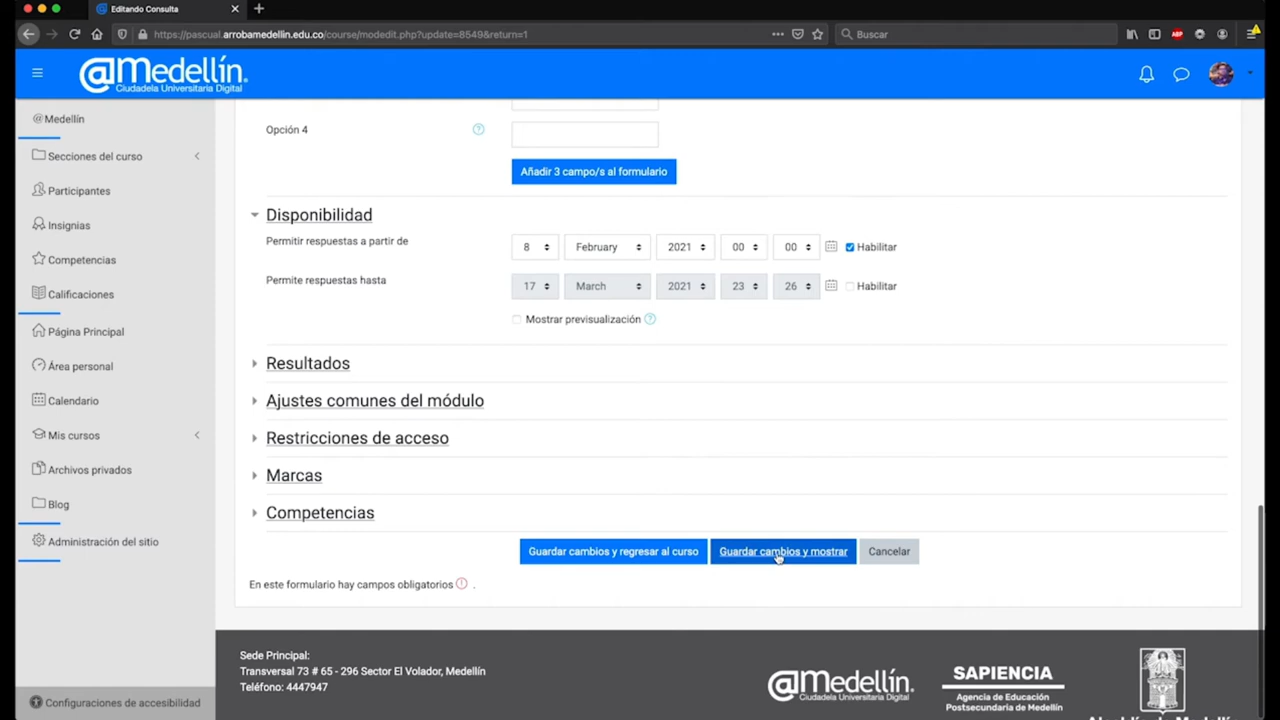 Editando Consulta
https://pascual.arrobamedellin.edu.co/course/modedit.php?update=8549&return=1
Buscar
ABP
@Medellín
Ciudadela Universitaria Digital
@Medellín
Secciones del curso
Participantes
Insignias
Competencias
Calificaciones
Página Principal
Área personal
Calendario
Mis cursos
Archivos privados
Blog
Administración del sitio
Configuraciones de accesibilidad
Opción 4
Añadir 3 campo/s al formulario
Disponibilidad
Permitir respuestas a partir de 8 February 2021 00 00 Habilitar
Permite respuestas hasta 17 March 2021 23 26 Habilitar
Mostrar previsualización
Resultados
Ajustes comunes del módulo
Restricciones de acceso
Marcas
Competencias
Guardar cambios y regresar al curso Guardar cambios y mostrar Cancelar
En este formulario hay campos obligatorios .
Sede Principal:
Transversal 73 # 65 - 296 Sector El Volador, Medellín
Teléfono: 4447947
@Medellín.
Ciudadela Universitaria Digital
SAPIENCIA
Agencia de Educación
Postsecundaria de Medellín